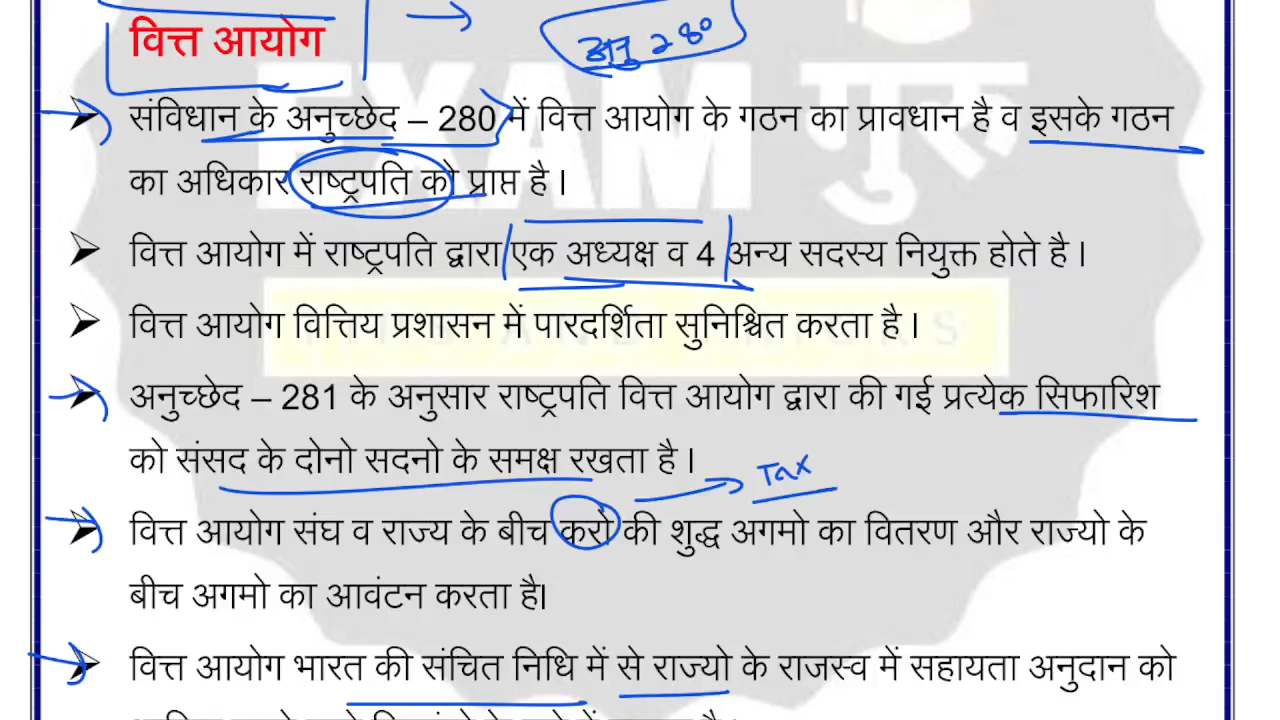 वित्त आयोग
अनु 280
संविधान के अनुच्छेद – 280 में वित्त आयोग के गठन का प्रावधान है व इसके गठन
का अधिकार राष्ट्रपति को प्राप्त है ।
वित्त आयोग में राष्ट्रपति द्वारा एक अध्यक्ष व 4 अन्य सदस्य नियुक्त होते है ।
वित्त आयोग वित्तिय प्रशासन में पारदर्शिता सुनिश्चित करता है ।
अनुच्छेद – 281 के अनुसार राष्ट्रपति वित्त आयोग द्वारा की गई प्रत्येक सिफारिश
को संसद के दोनो सदनो के समक्ष रखता है ।
Tax
वित्त आयोग संघ व राज्य के बीच करो की शुद्ध अगमो का वितरण और राज्यो के
बीच अगमो का आवंटन करता है।
वित्त आयोग भारत की संचित निधि में से राज्यो के राजस्व में सहायता अनुदान को
EXAM गुरु